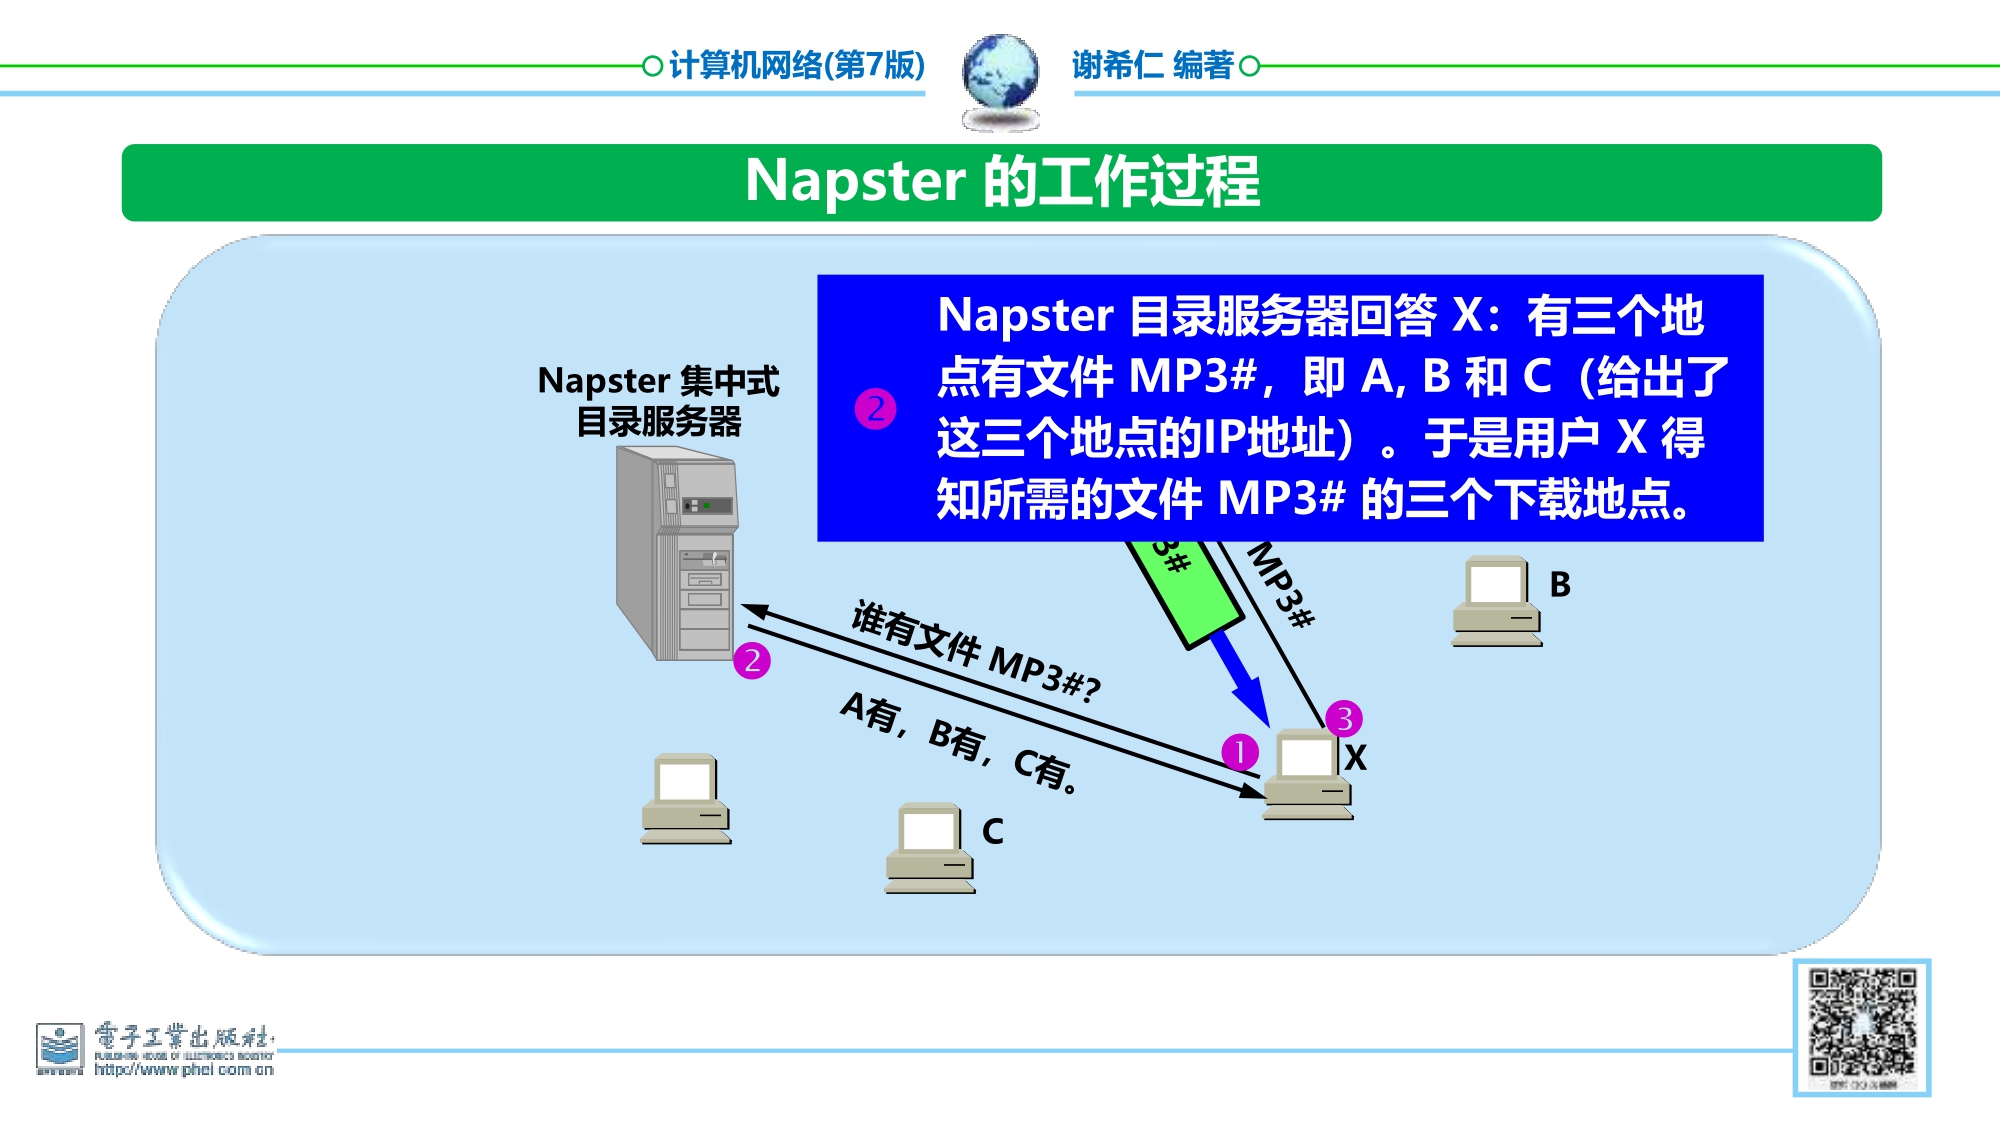 计算机网络(第7版)
谢希仁 编著
Napster 的工作过程
Napster 目录服务器回答 X：有三个地
点有文件 MP3#，即 A, B 和 C（给出了
这三个地点的IP地址）。于是用户 X 得
知所需的文件 MP3# 的三个下载地点。
❷
Napster 集中式
目录服务器
3#
MP3#
B
谁有文件 MP3#?
❷
A有，B有，C有。
❶
❸
X
C
電子工業出版社
PUBLISHING HOUSE OF ELECTRONICS INDUSTRY
http://www.phei.com.cn